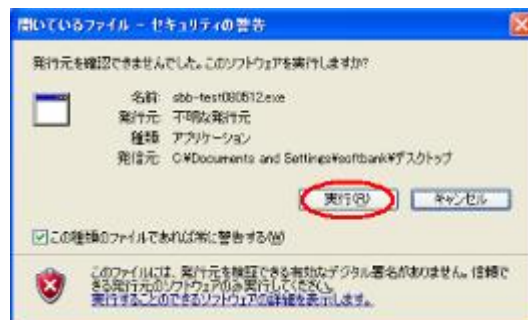 開いているファイル - セキュリティの警告
発行元を確認できませんでした。このソフトウェアを実行しますか?
名前: sbb-test080512.exe
発行元: 不明な発行元
種類: アプリケーション
発信元: C:¥Documents and Settings¥softbank¥デスクトップ
実行(R)
キャンセル
この種類のファイルであれば常に警告する(W)
このファイルには、発行元を検証できる有効なデジタル署名がありません。信頼で
きる発行元のソフトウェアのみ実行してください。
実行することのできるソフトウェアの詳細を表示します。